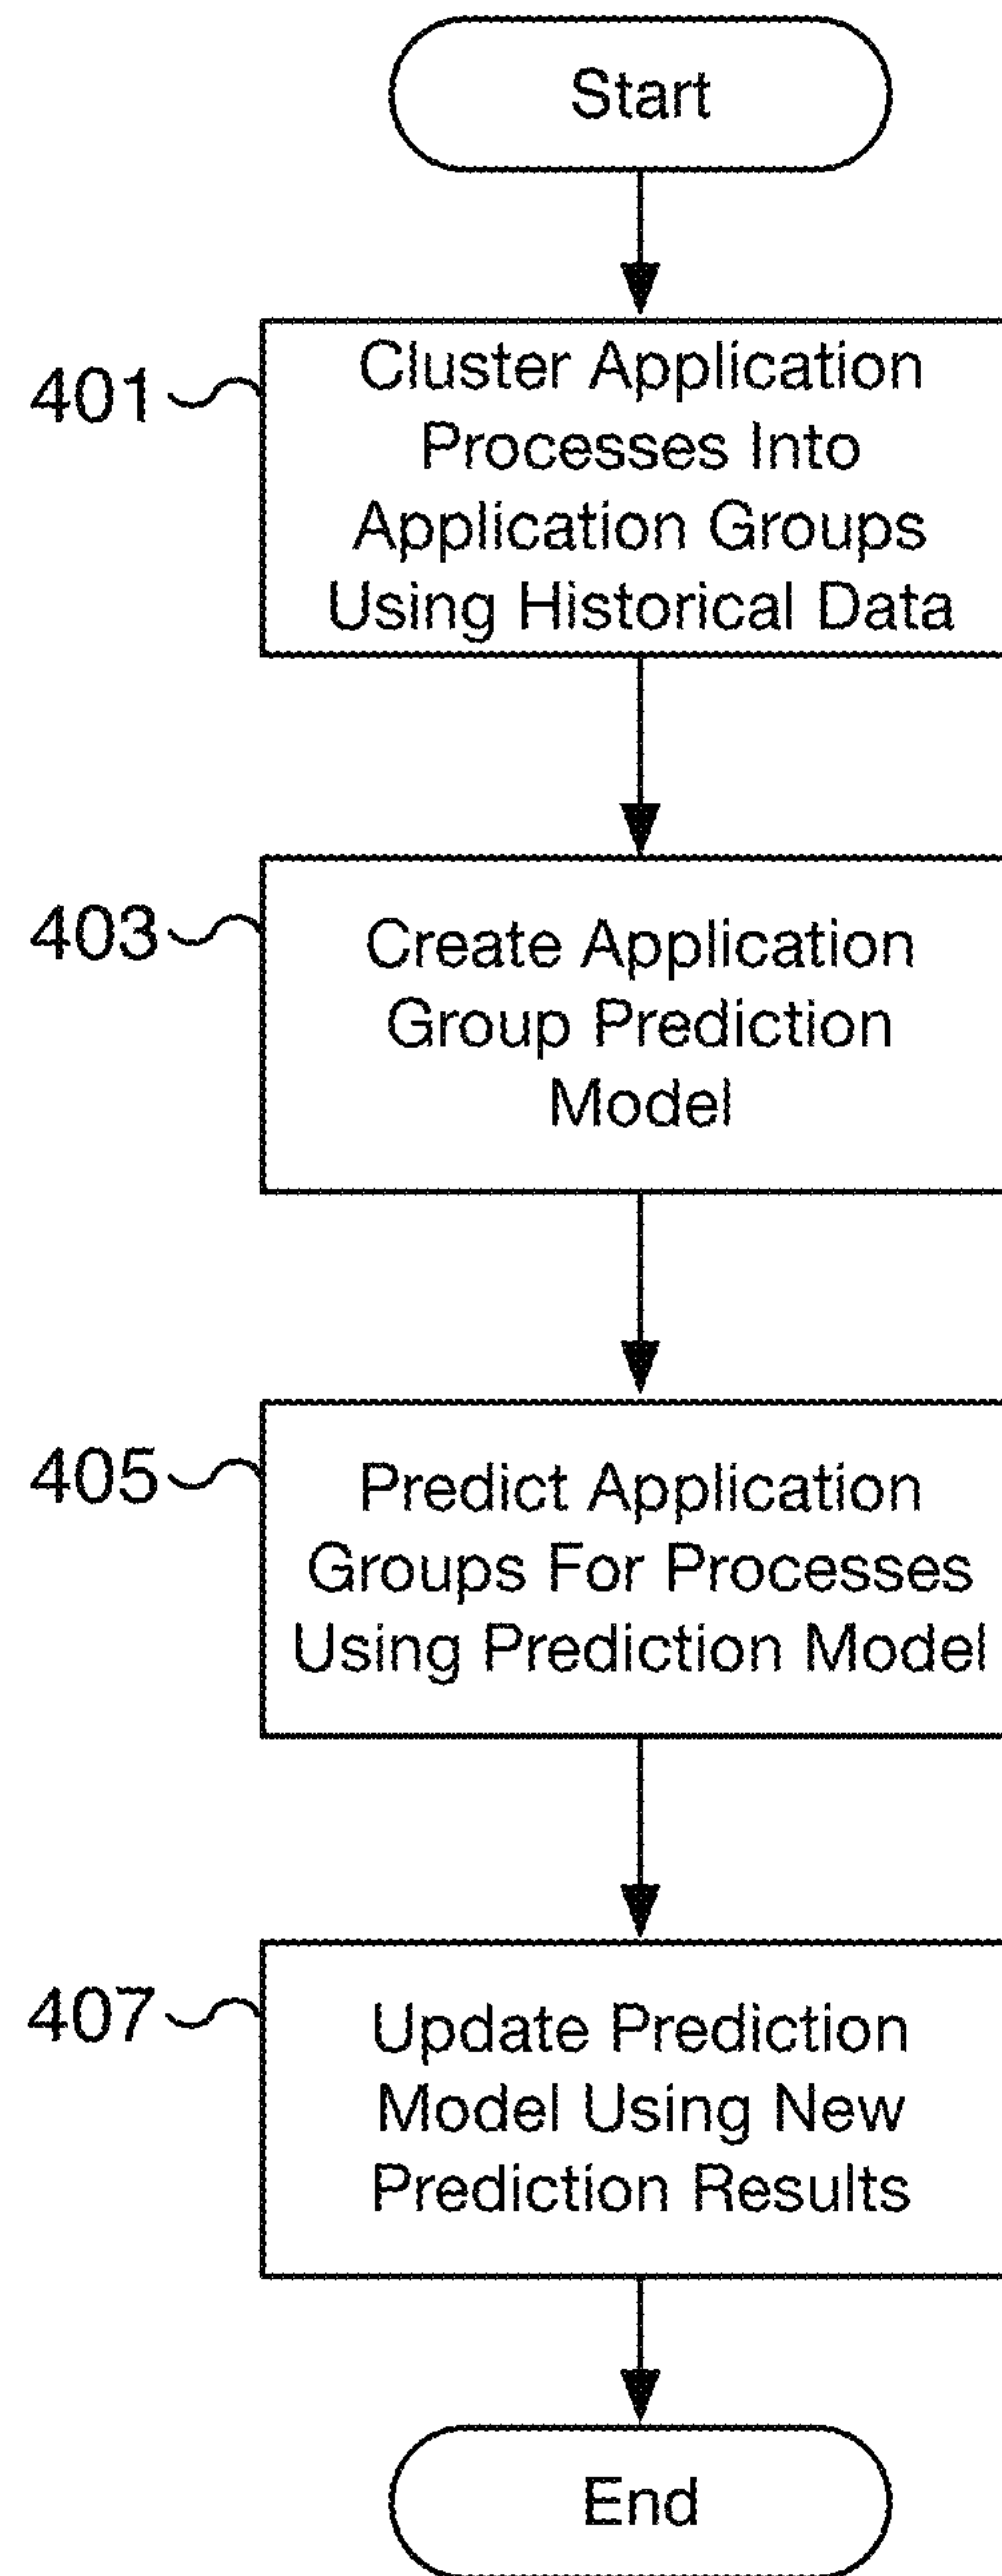 Start
401
Cluster Application
Processes Into
Application Groups
Using Historical Data
403
Create Application
Group Prediction
Model
405
Predict Application
Groups For Processes
Using Prediction Model
407
Update Prediction
Model Using New
Prediction Results
End